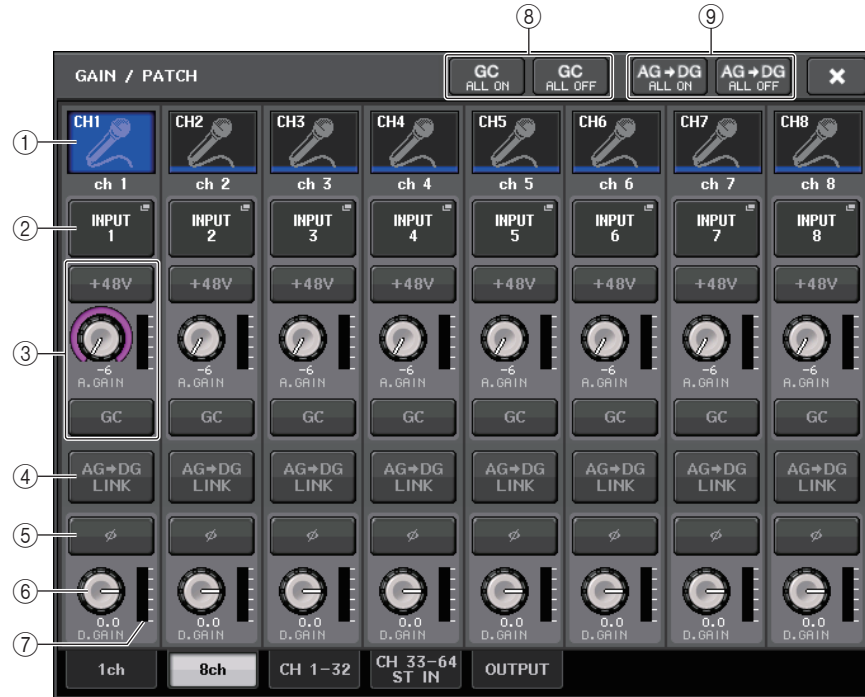 ⑧ ⑨
GAIN / PATCH
GC ALL ON
GC ALL OFF
AG→DG ALL ON
AG→DG ALL OFF
×
①
CH1 CH2 CH3 CH4 CH5 CH6 CH7 CH8
ch 1 ch 2 ch 3 ch 4 ch 5 ch 6 ch 7 ch 8
②
INPUT INPUT INPUT INPUT INPUT INPUT INPUT INPUT
1 2 3 4 5 6 7 8
+48V +48V +48V +48V +48V +48V +48V +48V
③
-6 -6 -6 -6 -6 -6 -6 -6
A.GAIN A.GAIN A.GAIN A.GAIN A.GAIN A.GAIN A.GAIN A.GAIN
GC GC GC GC GC GC GC GC
④
AG→DG AG→DG AG→DG AG→DG AG→DG AG→DG AG→DG AG→DG
LINK LINK LINK LINK LINK LINK LINK LINK
⑤
ø ø ø ø ø ø ø ø
⑥
0.0 0.0 0.0 0.0 0.0 0.0 0.0 0.0
D.GAIN D.GAIN D.GAIN D.GAIN D.GAIN D.GAIN D.GAIN D.GAIN
⑦
1ch
8ch
CH 1-32
CH 33-64
ST IN
OUTPUT